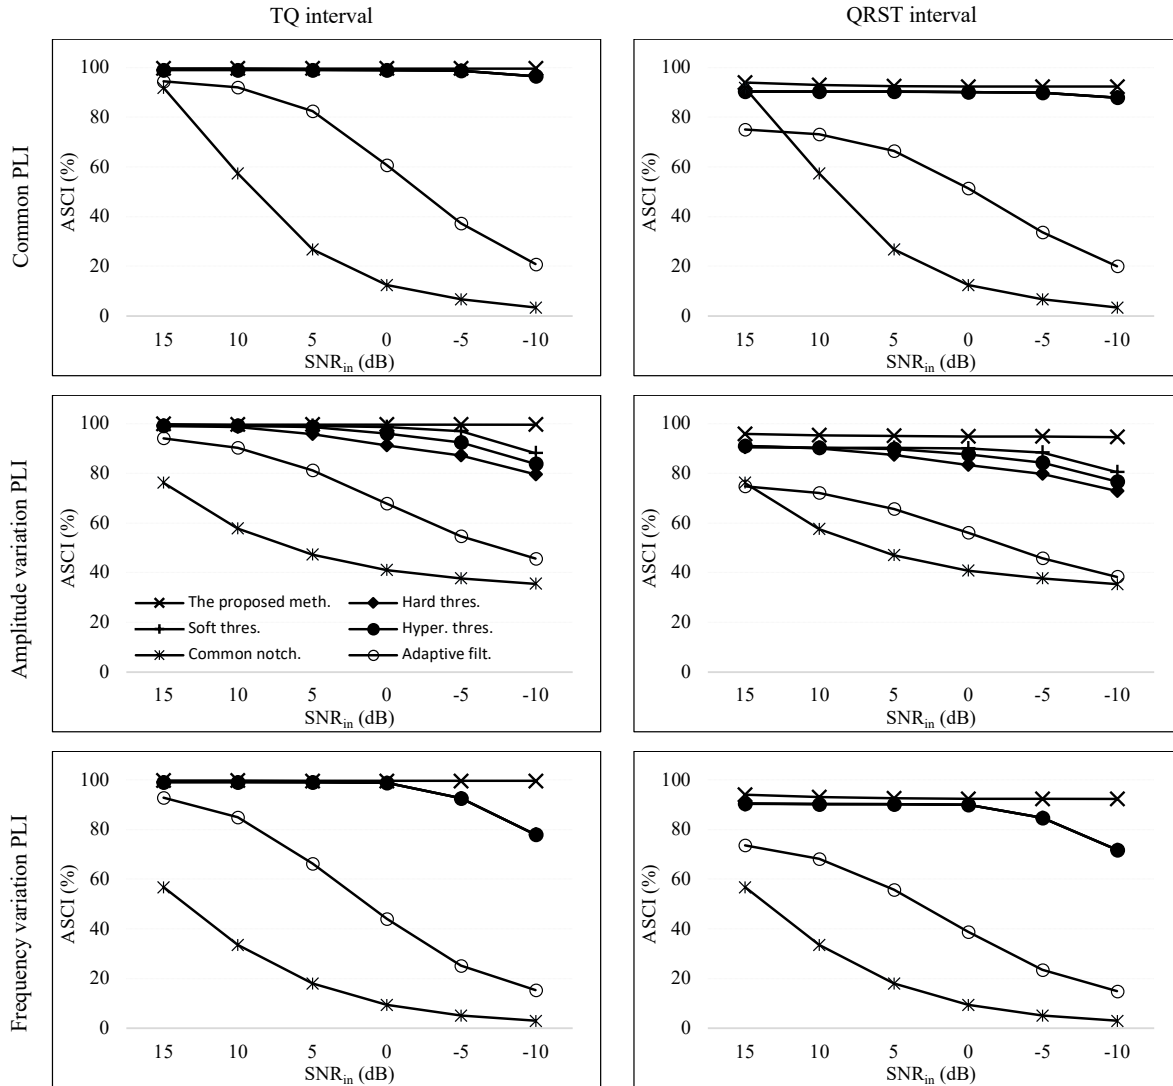 TQ interval
QRST interval
Common PLI
ASCI (%)
100
80
60
40
20
0
15 10 5 0 -5 -10
SNRin (dB)
ASCI (%)
100
80
60
40
20
0
15 10 5 0 -5 -10
SNRin (dB)
Amplitude variation PLI
ASCI (%)
100
80
60
40
20
0
The proposed meth. Hard thres.
Soft thres. Hyper. thres.
Common notch. Adaptive filt.
15 10 5 0 -5 -10
SNRin (dB)
ASCI (%)
100
80
60
40
20
0
15 10 5 0 -5 -10
SNRin (dB)
Frequency variation PLI
ASCI (%)
100
80
60
40
20
0
15 10 5 0 -5 -10
SNRin (dB)
ASCI (%)
100
80
60
40
20
0
15 10 5 0 -5 -10
SNRin (dB)